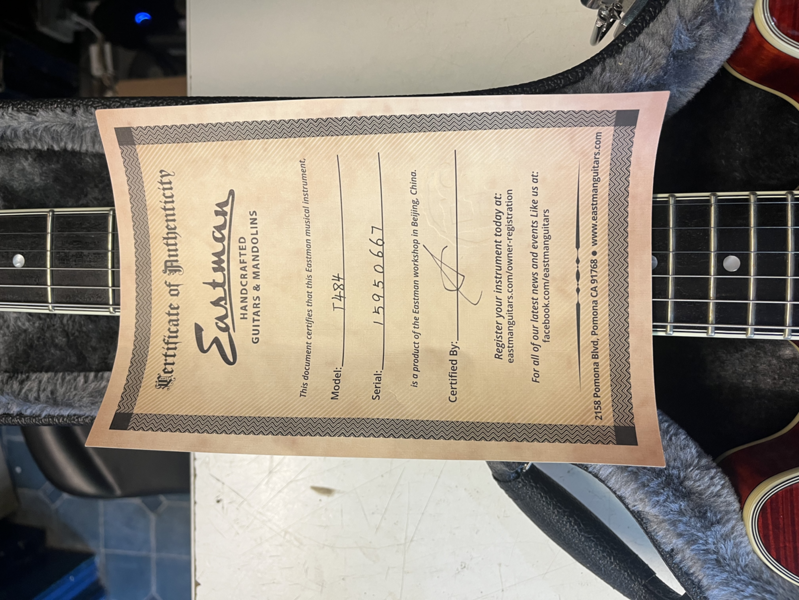 Certificate of Authenticity
Eastman
HANDCRAFTED
GUITARS & MANDOLINS
This document certifies that this Eastman musical instrument,
Model: T484
Serial: 15950667
is a product of the Eastman workshop in Beijing, China.
Certified By:
Register your instrument today at:
eastmanguitars.com/owner-registration
For all of our latest news and events Like us at:
facebook.com/eastmanguitars
2158 Pomona Blvd, Pomona CA 91768 ● www.eastmanguitars.com